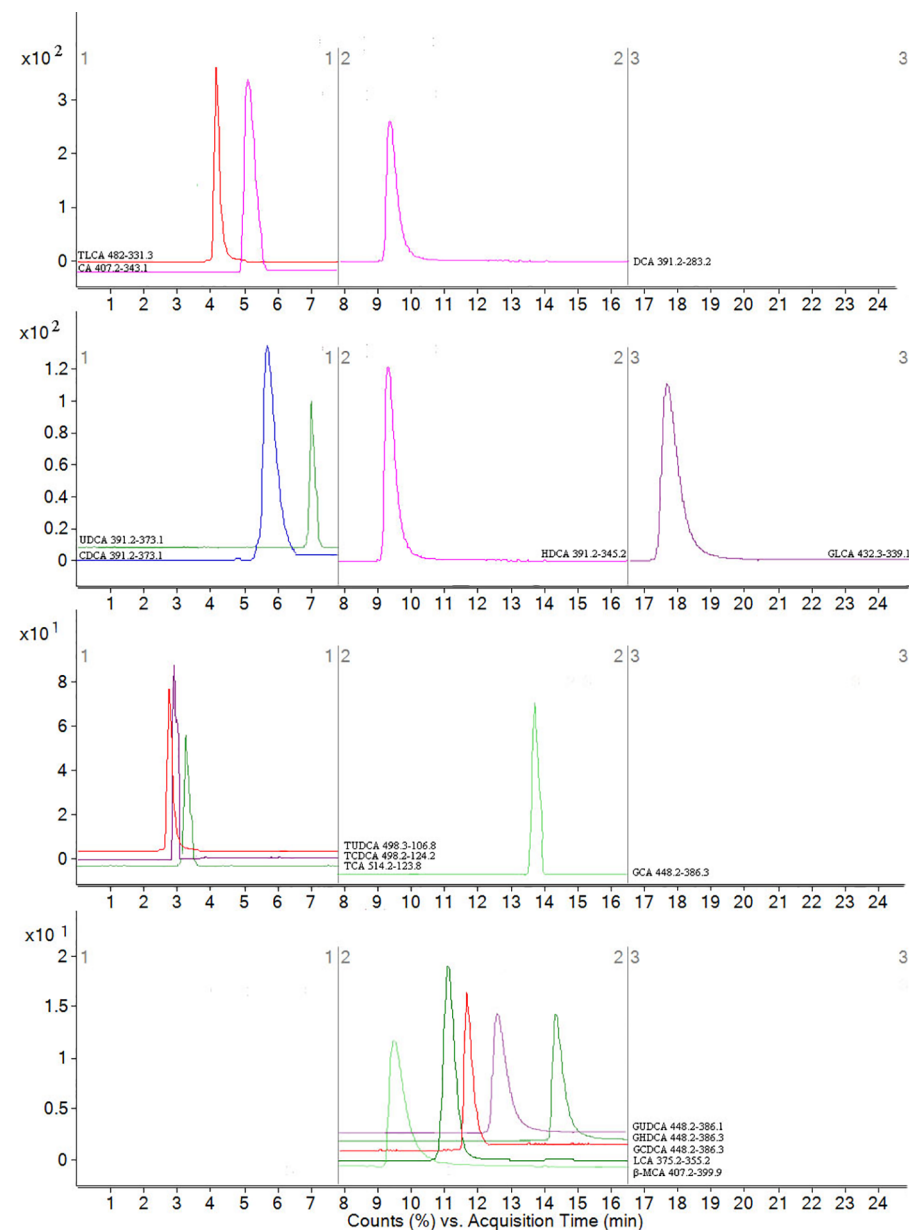 x10²
1 1 2 2 3 3
3
2
1
0
TLCA 482-331.3
CA 407.2-343.1
DCA 391.2-283.2
1 2 3 4 5 6 7 8 9 10 11 12 13 14 15 16 17 18 19 20 21 22 23 24
x10²
1 1 2 2 3 3
1.2
1
0.8
0.6
0.4
0.2
0
UDCA 391.2-373.1
CDCA 391.2-373.1
HDCA 391.2-345.2
GLCA 432.3-339.1
1 2 3 4 5 6 7 8 9 10 11 12 13 14 15 16 17 18 19 20 21 22 23 24
x10¹
1 1 2 2 3 3
8
6
4
2
0
TUDCA 498.3-106.8
TCDCA 498.2-124.2
TCA 514.2-123.8
GCA 448.2-386.3
1 2 3 4 5 6 7 8 9 10 11 12 13 14 15 16 17 18 19 20 21 22 23 24
x10¹
1 1 2 2 3 3
2
1.5
1
0.5
0
GUDCA 448.2-386.1
GHDCA 448.2-386.3
GCDCA 448.2-386.3
LCA 375.2-355.2
β-MCA 407.2-399.9
1 2 3 4 5 6 7 8 9 10 11 12 13 14 15 16 17 18 19 20 21 22 23 24
Counts (%) vs. Acquisition Time (min)